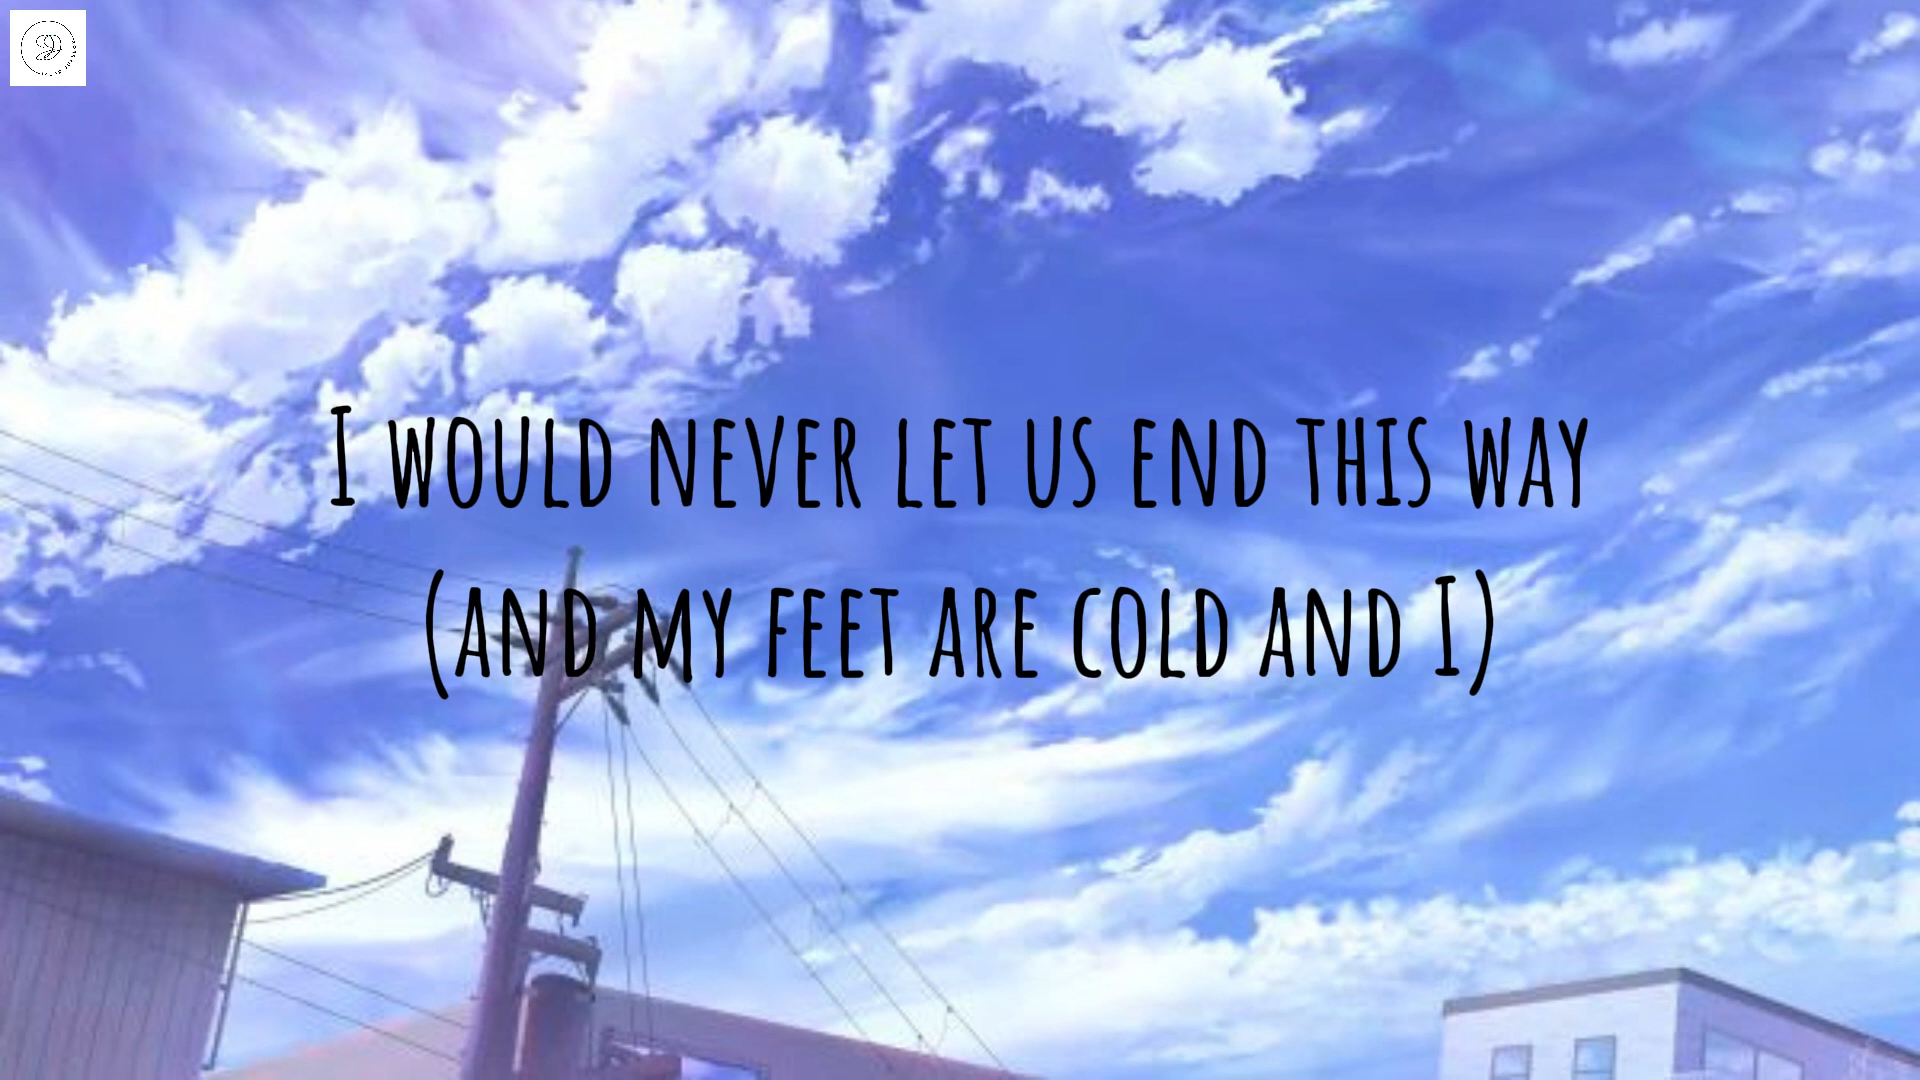 I WOULD NEVER LET US END THIS WAY
(AND MY FEET ARE COLD AND I)